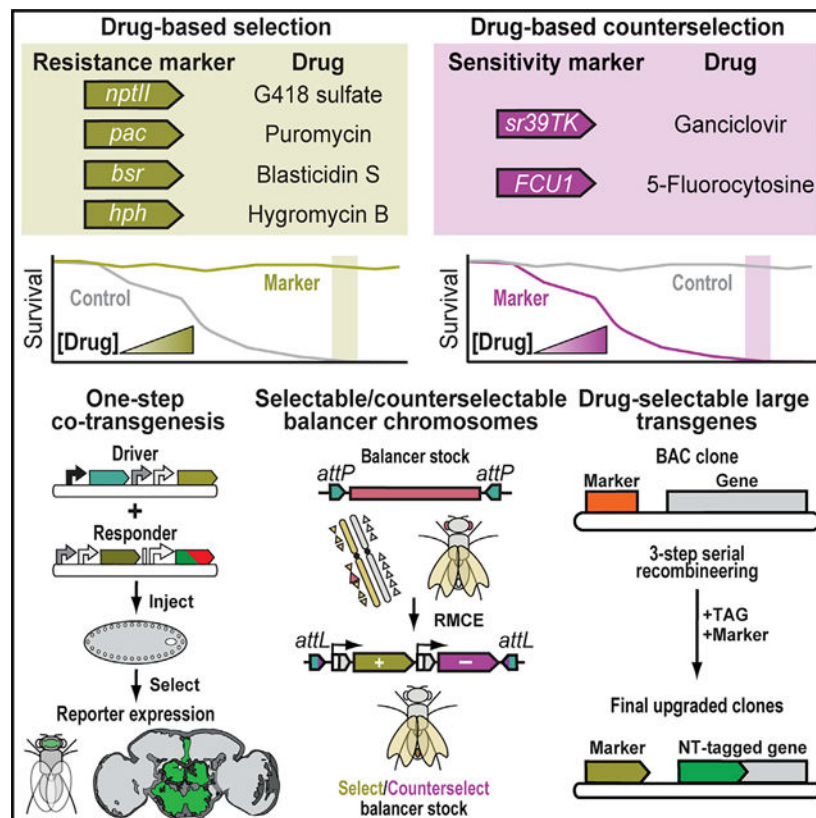 Drug-based selection
Resistance marker Drug
nptII G418 sulfate
pac Puromycin
bsr Blasticidin S
hph Hygromycin B
Drug-based counterselection
Sensitivity marker Drug
sr39TK Ganciclovir
FCU1 5-Fluorocytosine
Survival
Control
Marker
[Drug]
Survival
Marker
Control
[Drug]
One-step
co-transgenesis
Driver
+
Responder
Inject
Select
Reporter expression
Selectable/counterselectable
balancer chromosomes
Balancer stock
attP attP
RMCE
attL attL
+ −
Select/Counterselect
balancer stock
Drug-selectable large
transgenes
BAC clone
Marker Gene
3-step serial
recombineering
+TAG
+Marker
Final upgraded clones
Marker NT-tagged gene